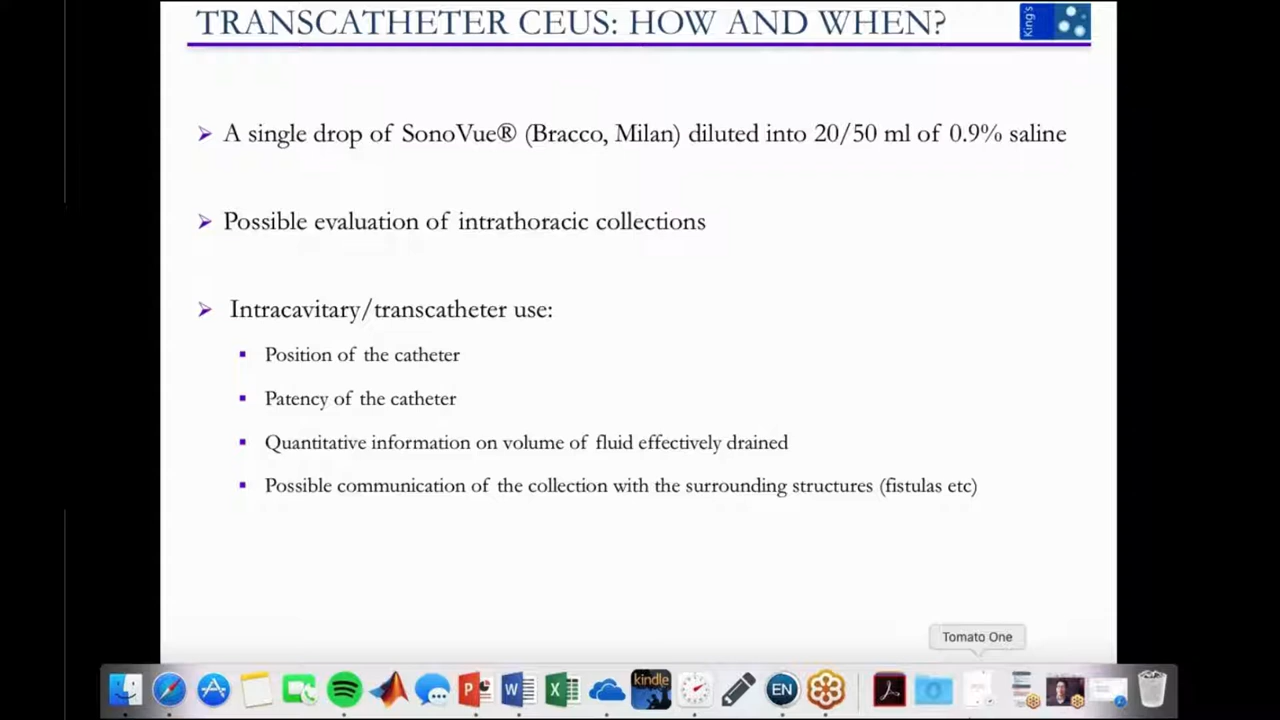 TRANSCATHETER CEUS: HOW AND WHEN?
King's
A single drop of SonoVue® (Bracco, Milan) diluted into 20/50 ml of 0.9% saline
Possible evaluation of intrathoracic collections
Intracavitary/transcatheter use:
Position of the catheter
Patency of the catheter
Quantitative information on volume of fluid effectively drained
Possible communication of the collection with the surrounding structures (fistulas etc)
Tomato One
kindle
EN